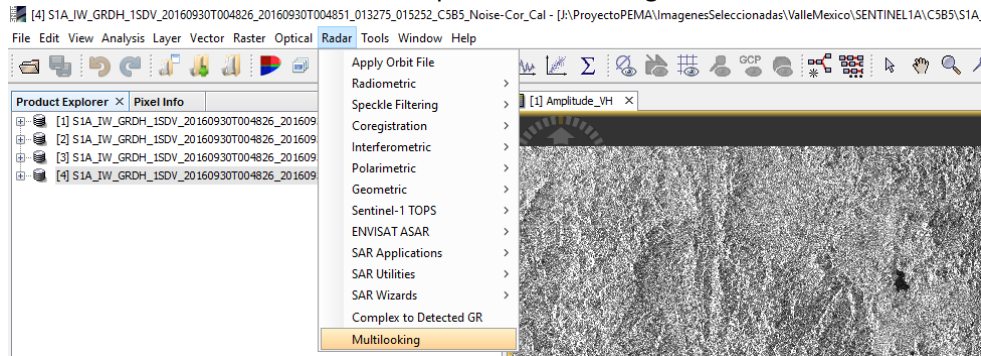 [4] S1A_IW_GRDH_1SDV_20160930T004826_20160930T004851_013275_015252_C5B5_Noise-Cor_Cal - [J:\ProyectoPEMA\ImagenesSeleccionadas\ValleMexico\SENTINEL1A\C5B5\S1A_
File Edit View Analysis Layer Vector Raster Optical Radar Tools Window Help
GCP
Product Explorer × Pixel Info
[1] Amplitude_VH ×
[1] S1A_IW_GRDH_1SDV_20160930T004826_201609
[2] S1A_IW_GRDH_1SDV_20160930T004826_201609
[3] S1A_IW_GRDH_1SDV_20160930T004826_201609
[4] S1A_IW_GRDH_1SDV_20160930T004826_201609
Apply Orbit File
Radiometric
Speckle Filtering
Coregistration
Interferometric
Polarimetric
Geometric
Sentinel-1 TOPS
ENVISAT ASAR
SAR Applications
SAR Utilities
SAR Wizards
Complex to Detected GR
Multilooking